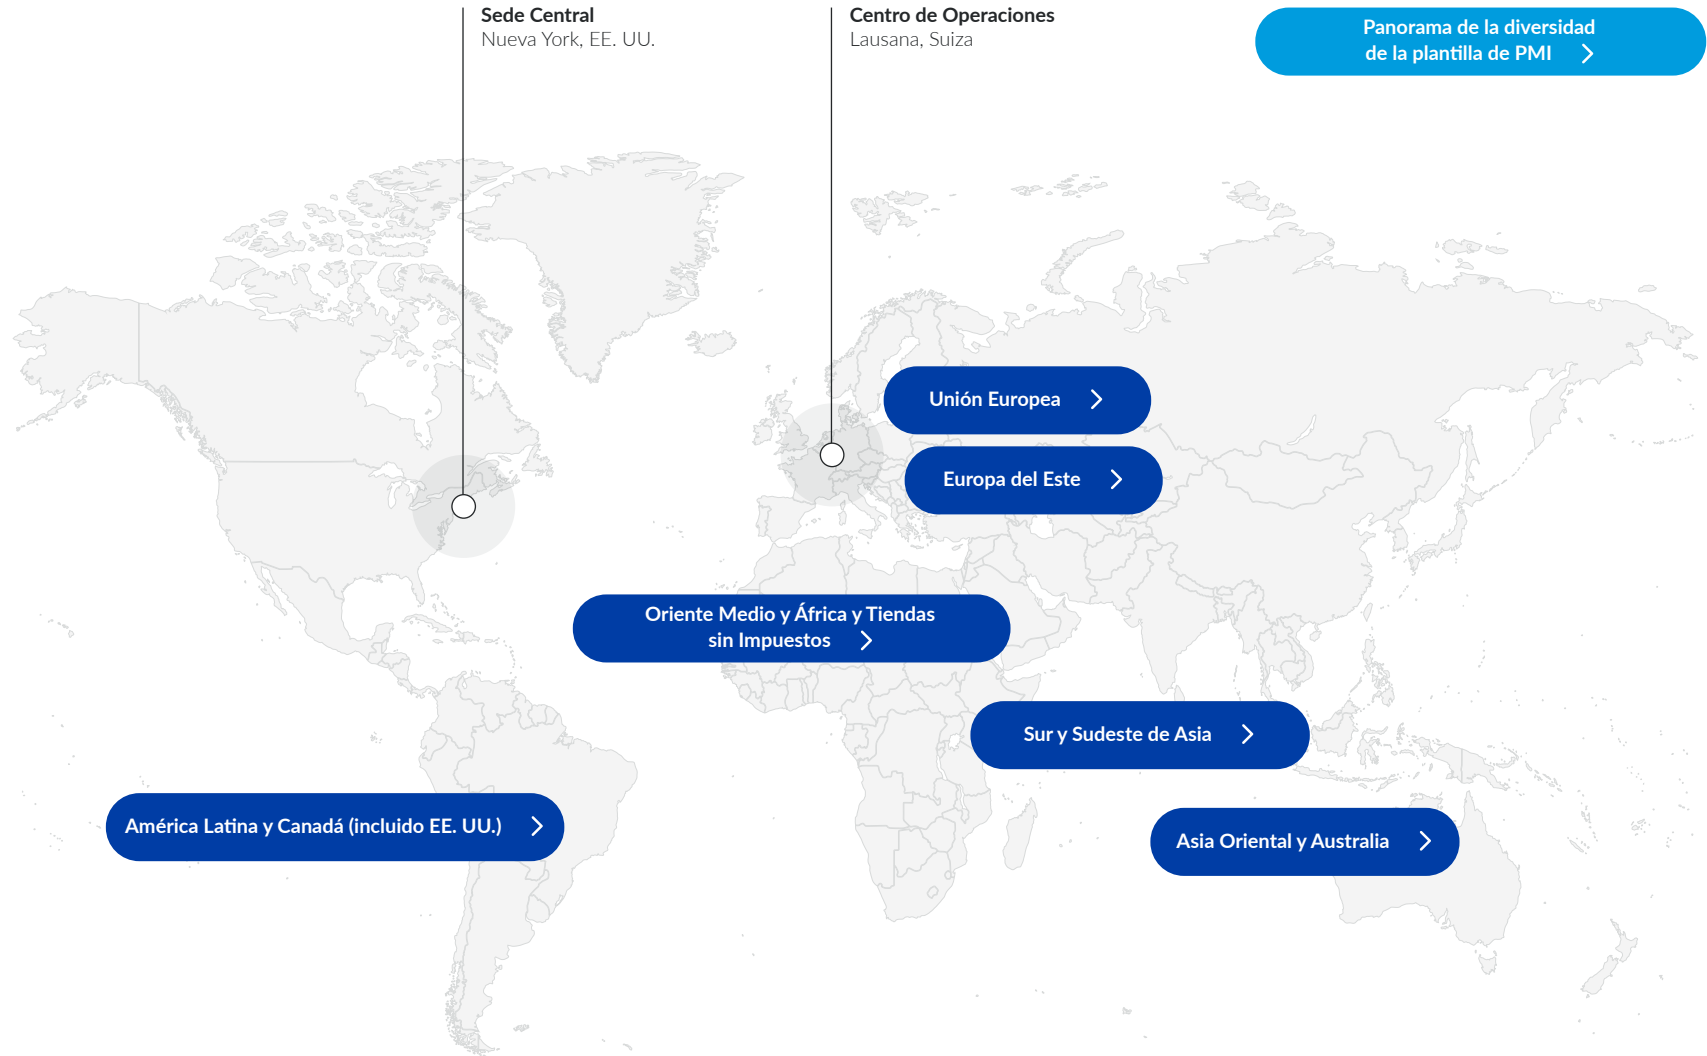 Sede Central
Nueva York, EE. UU.
Centro de Operaciones
Lausana, Suiza
Panorama de la diversidad
de la plantilla de PMI
Unión Europea
Europa del Este
Oriente Medio y África y Tiendas
sin Impuestos
Sur y Sudeste de Asia
América Latina y Canadá (incluido EE. UU.)
Asia Oriental y Australia